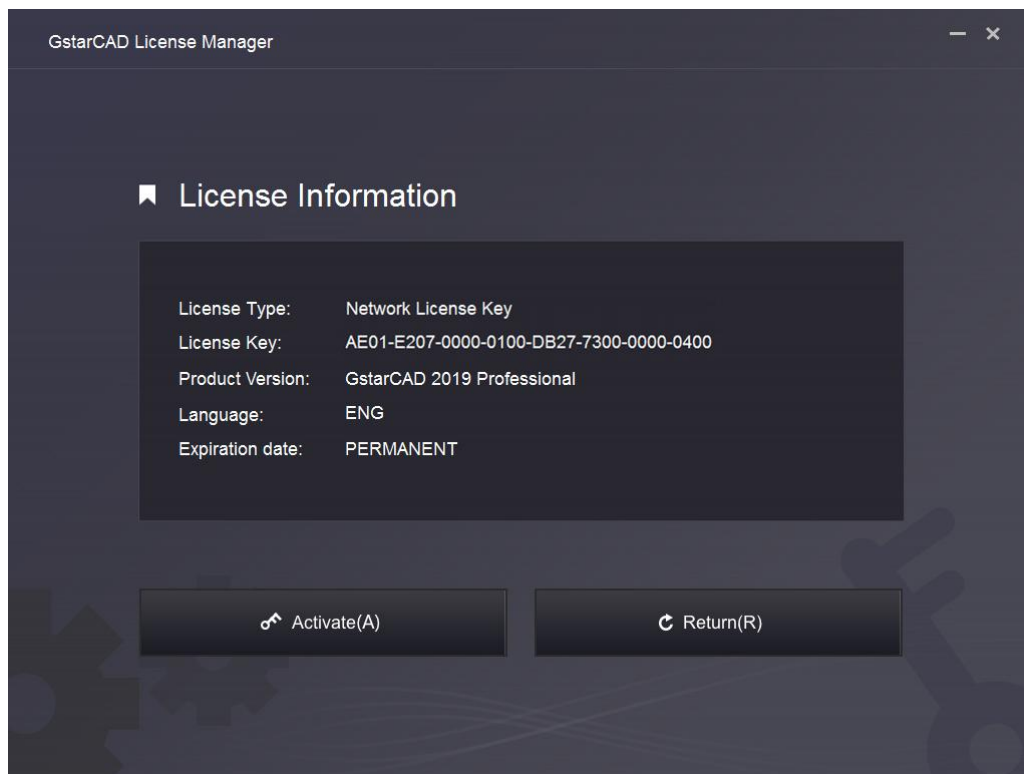 GstarCAD License Manager
License Information
License Type: Network License Key
License Key: AE01-E207-0000-0100-DB27-7300-0000-0400
Product Version: GstarCAD 2019 Professional
Language: ENG
Expiration date: PERMANENT
Activate(A) Return(R)